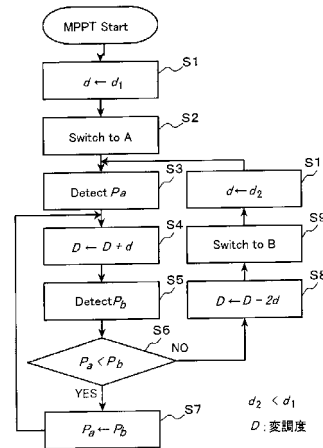 MPPT Start
S1
d ← d₁
S2
Switch to A
S3
Detect Pa
S4
D ← D + d
S5
Detect Pb
S6
Pa < Pb
NO
YES
S7
Pa ← Pb
S8
D ← D − 2d
S9
Switch to B
S1
d ← d₂
d₂ < d₁
D: 変調度